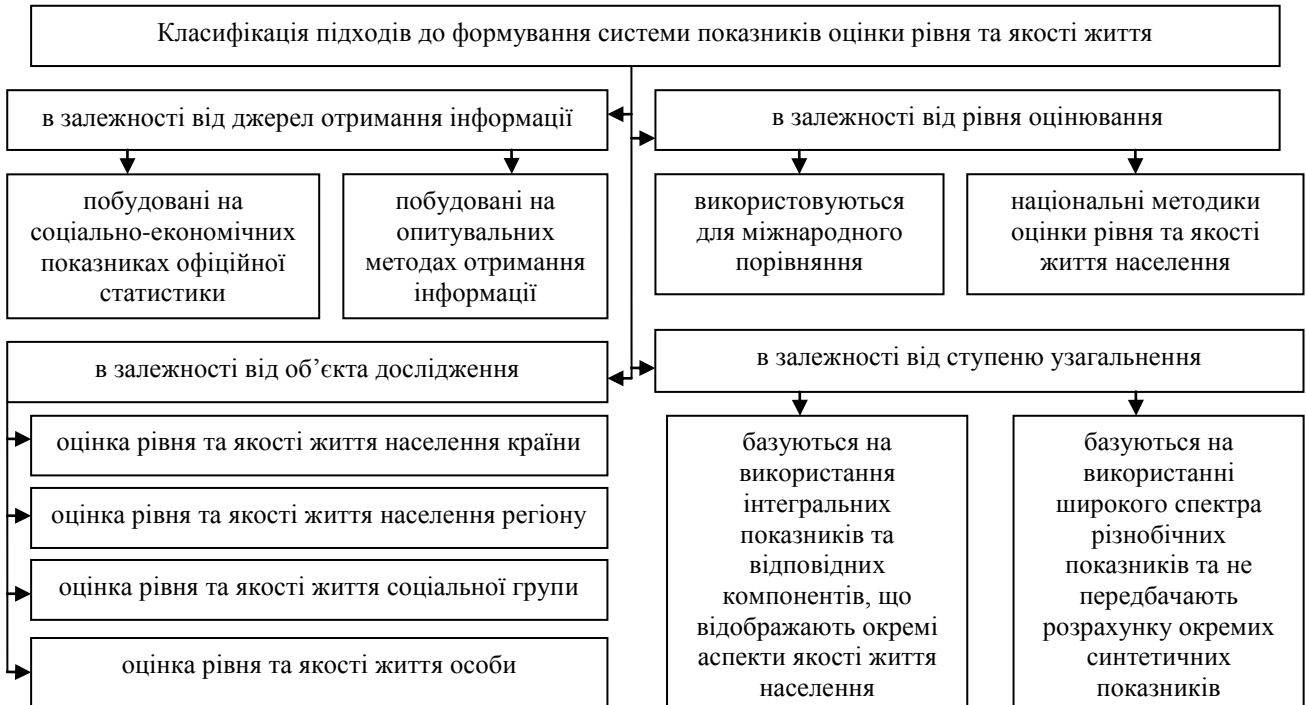 Класифікація підходів до формування системи показників оцінки рівня та якості життя
в залежності від джерел отримання інформації
в залежності від рівня оцінювання
побудовані на
соціально-економічних
показниках офіційної
статистики
побудовані на
опитувальних
методах отримання
інформації
використовуються
для міжнародного
порівняння
національні методики
оцінки рівня та якості
життя населення
в залежності від об’єкта дослідження
в залежності від ступеню узагальнення
оцінка рівня та якості життя населення країни
оцінка рівня та якості життя населення регіону
оцінка рівня та якості життя соціальної групи
оцінка рівня та якості життя особи
базуються на
використання
інтегральних
показників та
відповідних
компонентів, що
відображають окремі
аспекти якості життя
населення
базуються на
використанні
широкого спектра
різнобічних
показників та не
передбачають
розрахунку окремих
синтетичних
показників